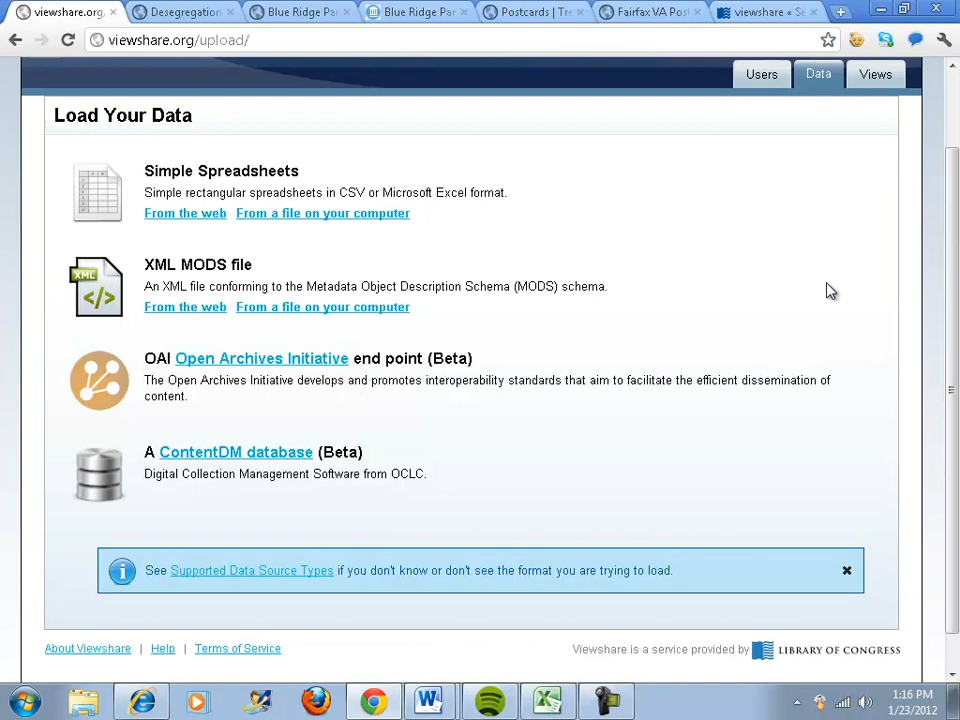 viewshare.org
Desegregation
Blue Ridge Par
Blue Ridge Par
Postcards | Tre
Fairfax VA Post
viewshare « Se
viewshare.org/upload/
Users
Data
Views
Load Your Data
Simple Spreadsheets
Simple rectangular spreadsheets in CSV or Microsoft Excel format.
From the web From a file on your computer
XML
XML MODS file
An XML file conforming to the Metadata Object Description Schema (MODS) schema.
From the web From a file on your computer
OAI Open Archives Initiative end point (Beta)
The Open Archives Initiative develops and promotes interoperability standards that aim to facilitate the efficient dissemination of
content.
A ContentDM database (Beta)
Digital Collection Management Software from OCLC.
See Supported Data Source Types if you don't know or don't see the format you are trying to load.
About Viewshare | Help | Terms of Service
Viewshare is a service provided by LIBRARY OF CONGRESS
1:16 PM
1/23/2012